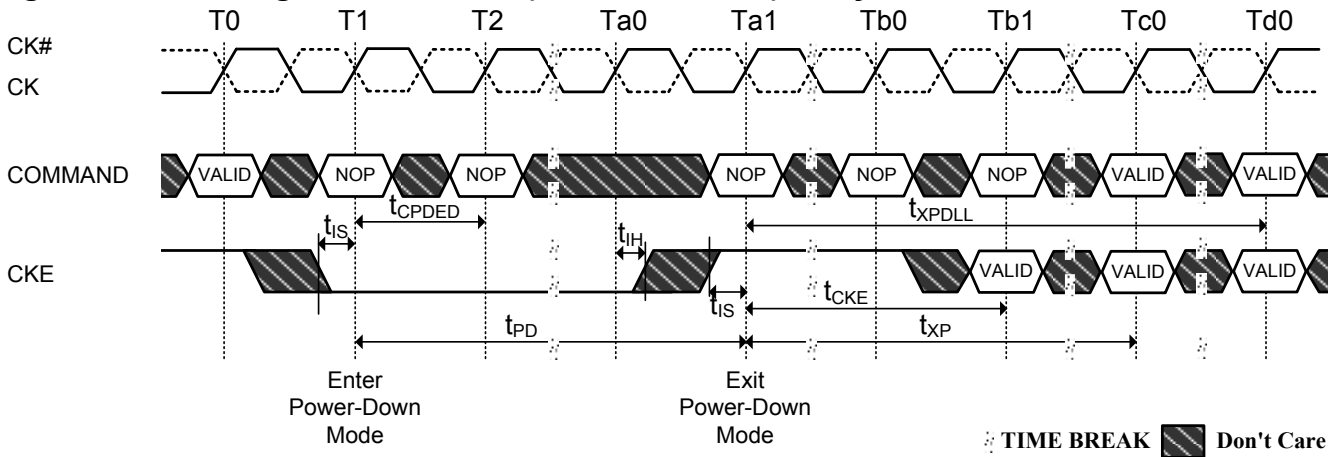 T0 T1 T2 Ta0 Ta1 Tb0 Tb1 Tc0 Td0
CK#
CK
COMMAND
VALID NOP NOP NOP NOP NOP VALID VALID
tCPDED
tXPDLL
tIS
tIH
CKE
VALID VALID VALID
tIS
tCKE
tPD
tXP
Enter
Power-Down
Mode
Exit
Power-Down
Mode
TIME BREAK
Don't Care